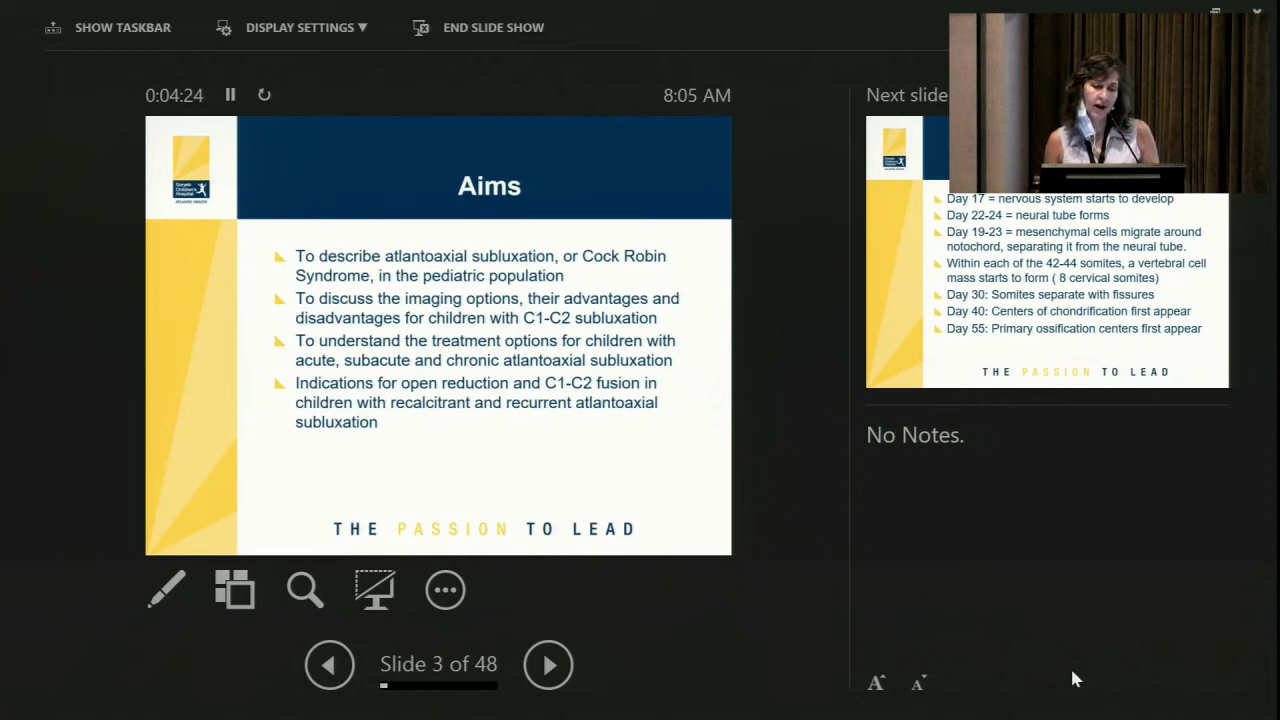 SHOW TASKBAR
DISPLAY SETTINGS ▼
END SLIDE SHOW
0:04:24
8:05 AM
Goryeb
Children's
Hospital
ATLANTIC HEALTH
Aims
To describe atlantoaxial subluxation, or Cock Robin
Syndrome, in the pediatric population
To discuss the imaging options, their advantages and
disadvantages for children with C1-C2 subluxation
To understand the treatment options for children with
acute, subacute and chronic atlantoaxial subluxation
Indications for open reduction and C1-C2 fusion in
children with recalcitrant and recurrent atlantoaxial
subluxation
THE PASSION TO LEAD
Slide 3 of 48
Next slide
Day 17 = nervous system starts to develop
Day 22-24 = neural tube forms
Day 19-23 = mesenchymal cells migrate around
notochord, separating it from the neural tube.
Within each of the 42-44 somites, a vertebral cell
mass starts to form ( 8 cervical somites)
Day 30: Somites separate with fissures
Day 40: Centers of chondrification first appear
Day 55: Primary ossification centers first appear
THE PASSION TO LEAD
No Notes.
A A